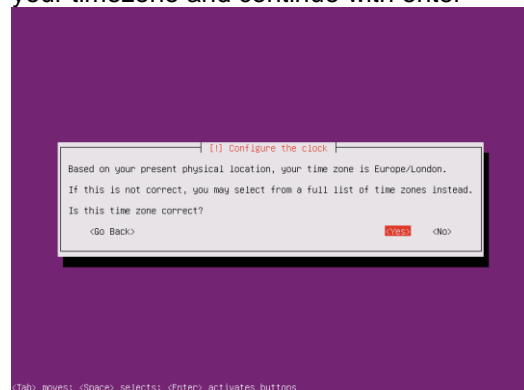 your timezone and continue with enter
[!] Configure the clock
Based on your present physical location, your time zone is Europe/London.
If this is not correct, you may select from a full list of time zones instead.
Is this time zone correct?
<Go Back> <Yes> <No>
<Tab> moves; <Space> selects; <Enter> activates buttons